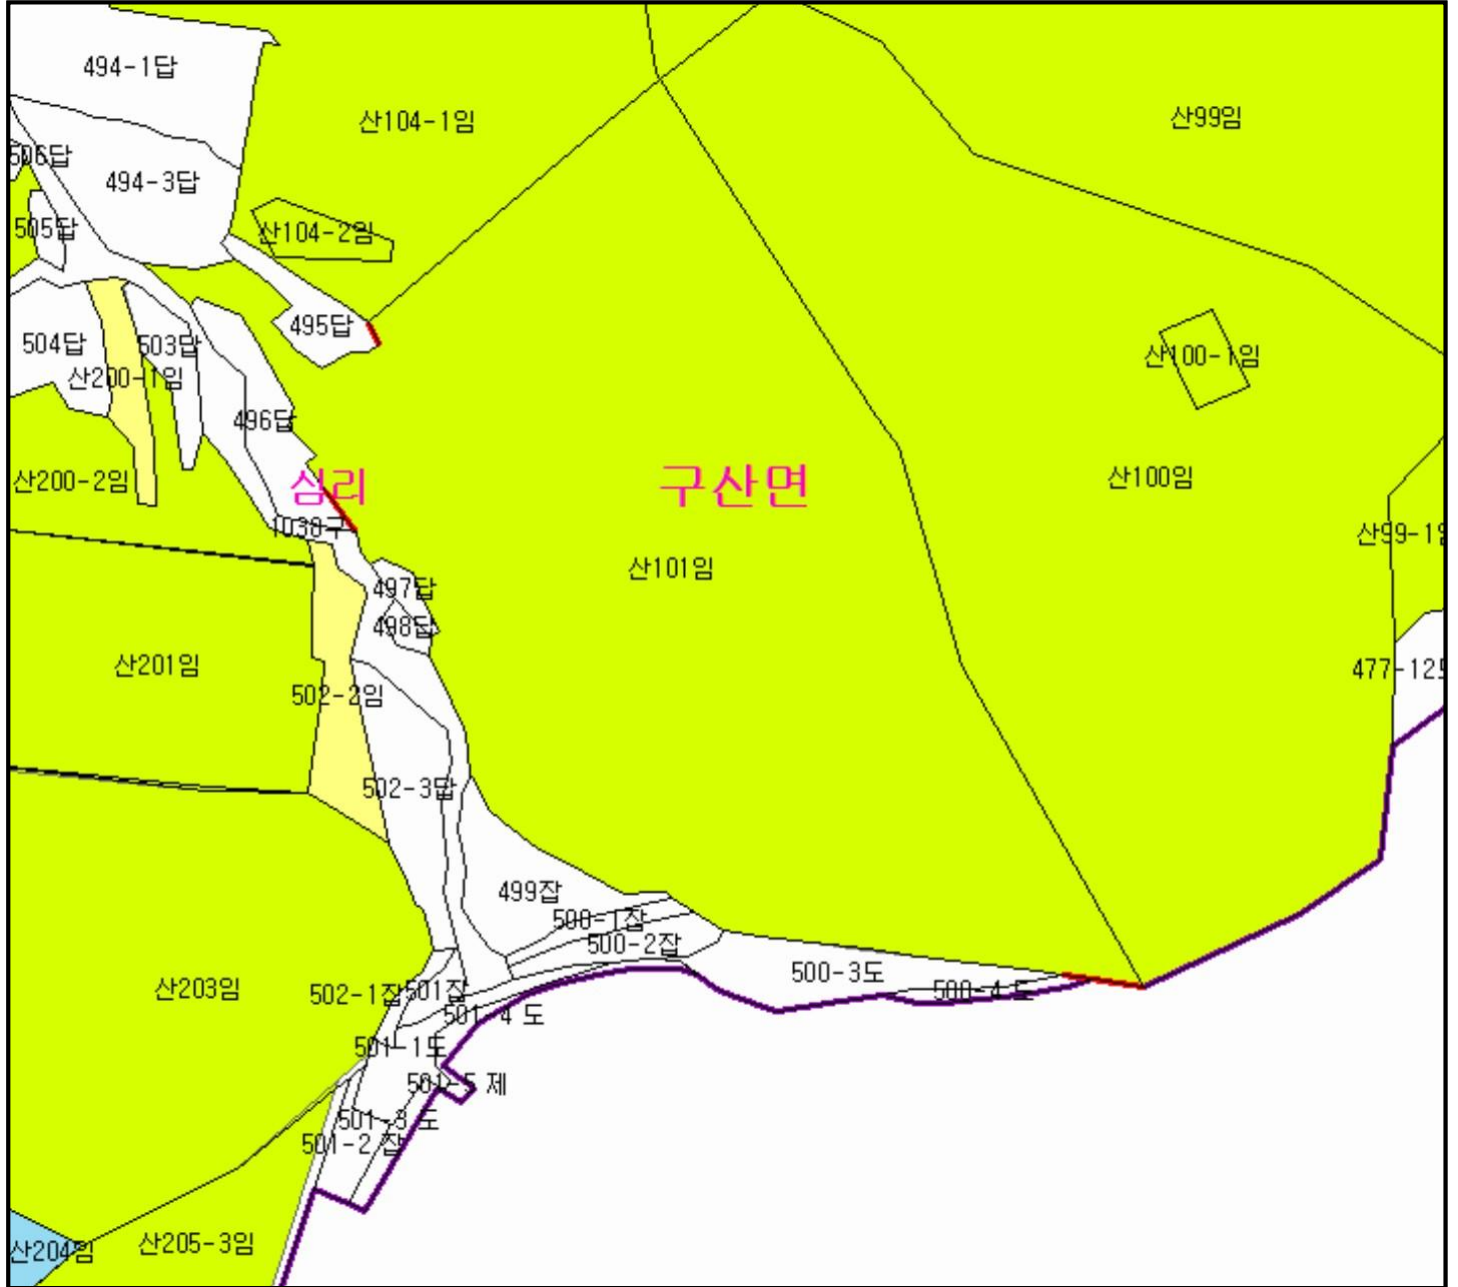 494-1답
산104-1임
산99임
506답
494-3답
505답
산104-2임
495답
504답
503답
산100-1임
산200-1임
496답
산200-2임
심리
구산면
산100임
1038구
산99-1임
산101임
497답
498답
산201임
477-12도
502-2임
502-3답
499잡
500-1잡
500-2잡
500-3도
산203임
502-1잡
501잡
500-4 도
501-4 도
501-1도
501-5 제
501-3 도
501-2 잡
산204임
산205-3임